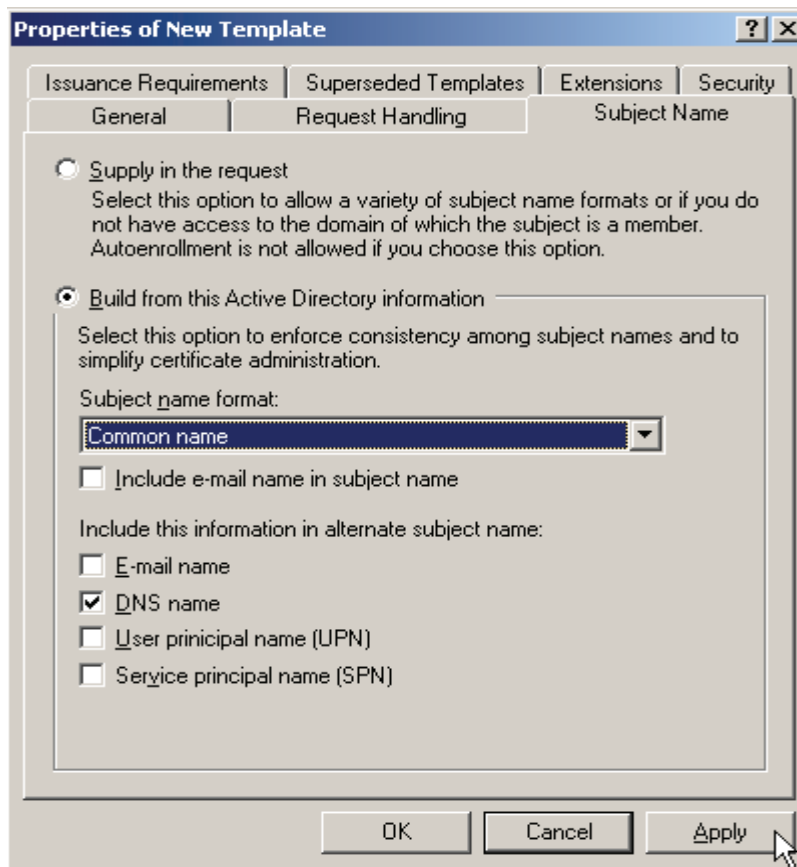 Properties of New Template
Issuance Requirements Superseded Templates Extensions Security
General Request Handling Subject Name
Supply in the request
Select this option to allow a variety of subject name formats or if you do
not have access to the domain of which the subject is a member.
Autoenrollment is not allowed if you choose this option.
Build from this Active Directory information
Select this option to enforce consistency among subject names and to
simplify certificate administration.
Subject name format:
Common name
Include e-mail name in subject name
Include this information in alternate subject name:
E-mail name
DNS name
User prinicipal name (UPN)
Service principal name (SPN)
OK Cancel Apply